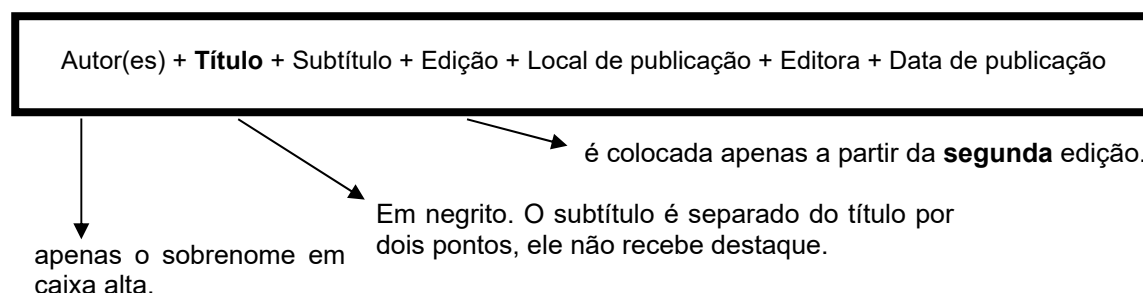 Autor(es) + Título + Subtítulo + Edição + Local de publicação + Editora + Data de publicação
é colocada apenas a partir da segunda edição.
Em negrito. O subtítulo é separado do título por
dois pontos, ele não recebe destaque.
apenas o sobrenome em
caixa alta.